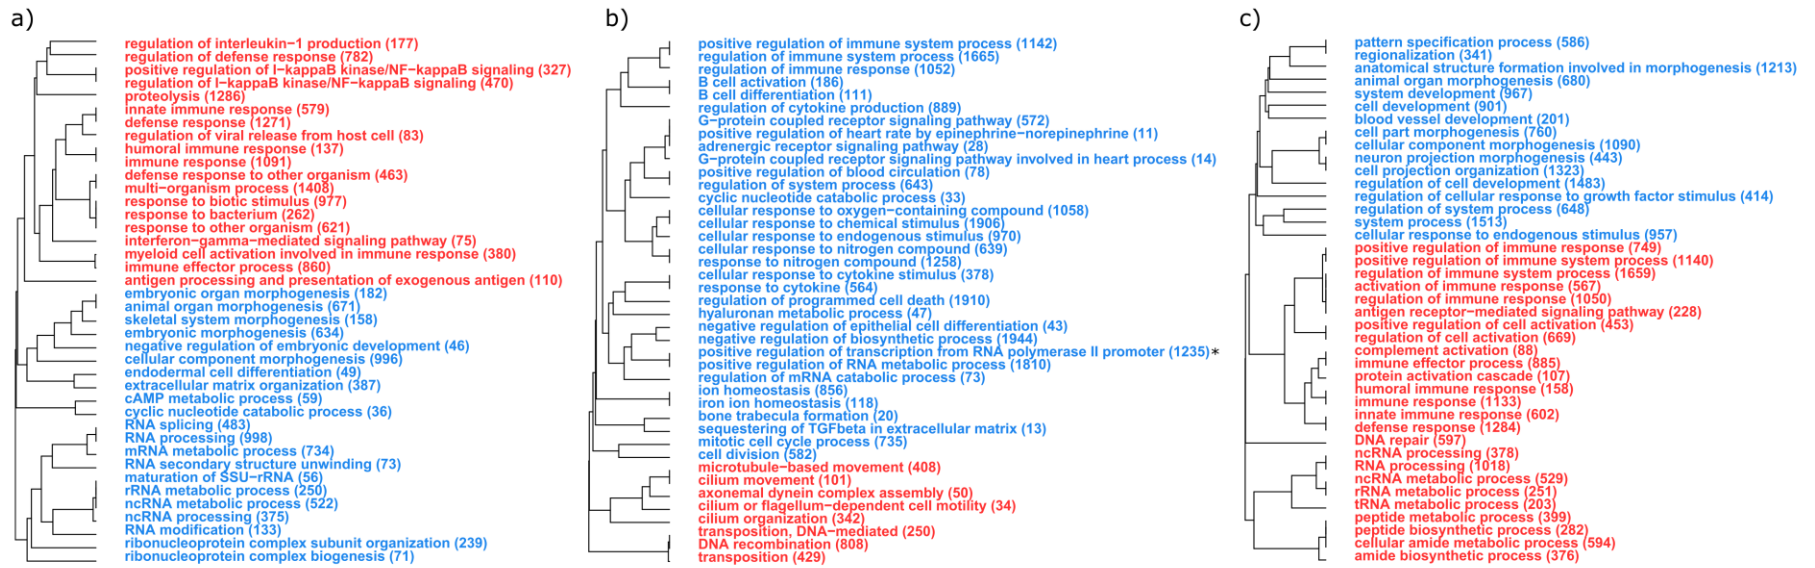 a)
regulation of interleukin−1 production (177)
regulation of defense response (782)
positive regulation of I−kappaB kinase/NF−kappaB signaling (327)
regulation of I−kappaB kinase/NF−kappaB signaling (470)
proteolysis (1286)
innate immune response (579)
defense response (1271)
regulation of viral release from host cell (83)
humoral immune response (137)
immune response (1091)
defense response to other organism (463)
multi−organism process (1408)
response to biotic stimulus (977)
response to bacterium (262)
response to other organism (621)
interferon−gamma−mediated signaling pathway (75)
myeloid cell activation involved in immune response (380)
immune effector process (860)
antigen processing and presentation of exogenous antigen (110)
embryonic organ morphogenesis (182)
animal organ morphogenesis (671)
skeletal system morphogenesis (158)
embryonic morphogenesis (634)
negative regulation of embryonic development (46)
cellular component morphogenesis (996)
endodermal cell differentiation (49)
extracellular matrix organization (387)
cAMP metabolic process (59)
cyclic nucleotide catabolic process (36)
RNA splicing (483)
RNA processing (998)
mRNA metabolic process (734)
RNA secondary structure unwinding (73)
maturation of SSU−rRNA (56)
rRNA metabolic process (250)
ncRNA metabolic process (522)
ncRNA processing (375)
RNA modification (133)
ribonucleoprotein complex subunit organization (239)
ribonucleoprotein complex biogenesis (71)
b)
positive regulation of immune system process (1142)
regulation of immune system process (1665)
regulation of immune response (1052)
B cell activation (186)
B cell differentiation (111)
regulation of cytokine production (889)
G−protein coupled receptor signaling pathway (572)
positive regulation of heart rate by epinephrine−norepinephrine (11)
adrenergic receptor signaling pathway (28)
G−protein coupled receptor signaling pathway involved in heart process (14)
positive regulation of blood circulation (78)
regulation of system process (643)
cyclic nucleotide catabolic process (33)
cellular response to oxygen−containing compound (1058)
cellular response to chemical stimulus (1906)
cellular response to endogenous stimulus (970)
cellular response to nitrogen compound (639)
response to nitrogen compound (1258)
cellular response to cytokine stimulus (378)
response to cytokine (564)
regulation of programmed cell death (1910)
hyaluronan metabolic process (47)
negative regulation of epithelial cell differentiation (43)
negative regulation of biosynthetic process (1944)
positive regulation of transcription from RNA polymerase II promoter (1235)*
positive regulation of RNA metabolic process (1810)
regulation of mRNA catabolic process (73)
ion homeostasis (856)
iron ion homeostasis (118)
bone trabecula formation (20)
sequestering of TGFbeta in extracellular matrix (13)
mitotic cell cycle process (735)
cell division (582)
microtubule−based movement (408)
cilium movement (101)
axonemal dynein complex assembly (50)
cilium or flagellum−dependent cell motility (34)
cilium organization (342)
transposition, DNA−mediated (250)
DNA recombination (808)
transposition (429)
c)
pattern specification process (586)
regionalization (341)
anatomical structure formation involved in morphogenesis (1213)
animal organ morphogenesis (680)
system development (967)
cell development (901)
blood vessel development (201)
cell part morphogenesis (760)
cellular component morphogenesis (1090)
neuron projection morphogenesis (443)
cell projection organization (1323)
regulation of cell development (1483)
regulation of cellular response to growth factor stimulus (414)
regulation of system process (648)
system process (1513)
cellular response to endogenous stimulus (957)
positive regulation of immune response (749)
positive regulation of immune system process (1140)
regulation of immune system process (1659)
activation of immune response (567)
regulation of immune response (1050)
antigen receptor−mediated signaling pathway (228)
positive regulation of cell activation (453)
regulation of cell activation (669)
complement activation (88)
immune effector process (885)
protein activation cascade (107)
humoral immune response (158)
immune response (1133)
innate immune response (602)
defense response (1284)
DNA repair (597)
ncRNA processing (378)
RNA processing (1018)
ncRNA metabolic process (529)
rRNA metabolic process (251)
tRNA metabolic process (203)
peptide metabolic process (399)
peptide biosynthetic process (282)
cellular amide metabolic process (594)
amide biosynthetic process (376)